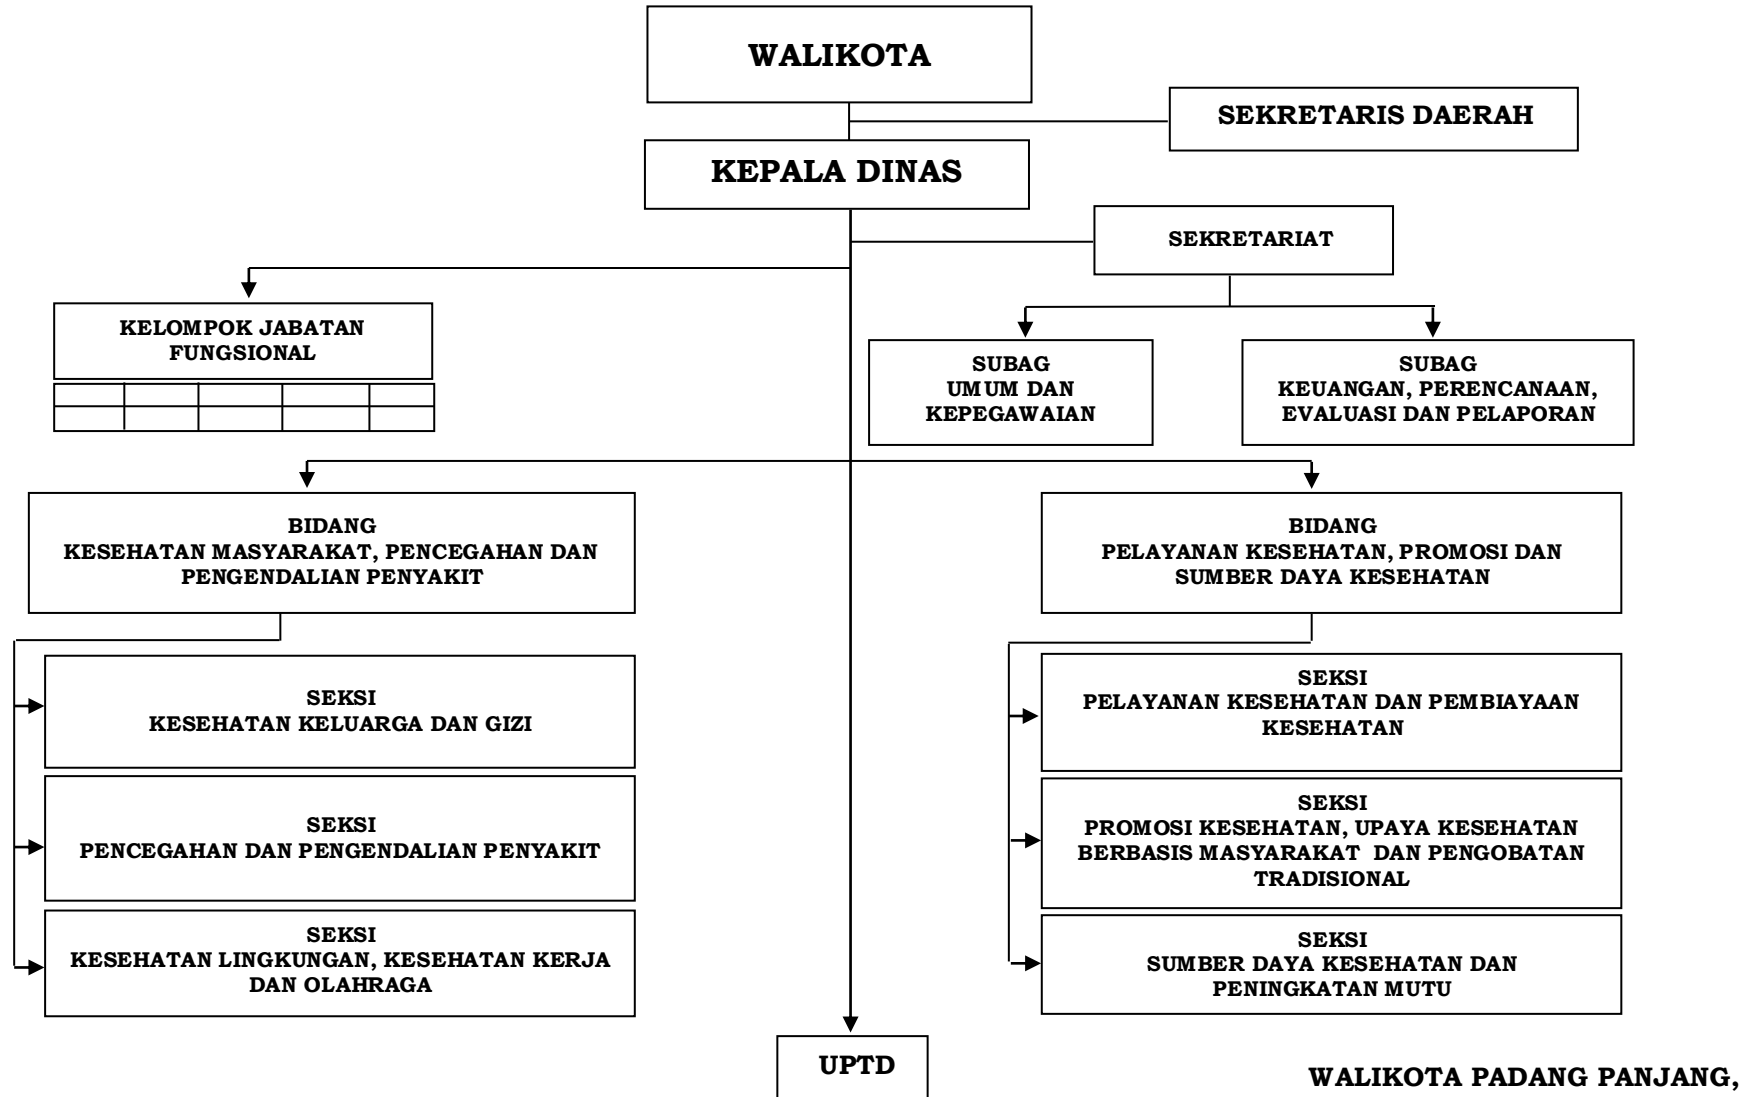 WALIKOTA
SEKRETARIS DAERAH
KEPALA DINAS
SEKRETARIAT
KELOMPOK JABATAN
FUNGSIONAL
SUBAG
UMUM DAN
KEPEGAWAIAN
SUBAG
KEUANGAN, PERENCANAAN,
EVALUASI DAN PELAPORAN
BIDANG
KESEHATAN MASYARAKAT, PENCEGAHAN DAN
PENGENDALIAN PENYAKIT
BIDANG
PELAYANAN KESEHATAN, PROMOSI DAN
SUMBER DAYA KESEHATAN
SEKSI
KESEHATAN KELUARGA DAN GIZI
SEKSI
PENCEGAHAN DAN PENGENDALIAN PENYAKIT
SEKSI
KESEHATAN LINGKUNGAN, KESEHATAN KERJA
DAN OLAHRAGA
SEKSI
PELAYANAN KESEHATAN DAN PEMBIAYAAN
KESEHATAN
SEKSI
PROMOSI KESEHATAN, UPAYA KESEHATAN
BERBASIS MASYARAKAT DAN PENGOBATAN
TRADISIONAL
SEKSI
SUMBER DAYA KESEHATAN DAN
PENINGKATAN MUTU
UPTD
WALIKOTA PADANG PANJANG,